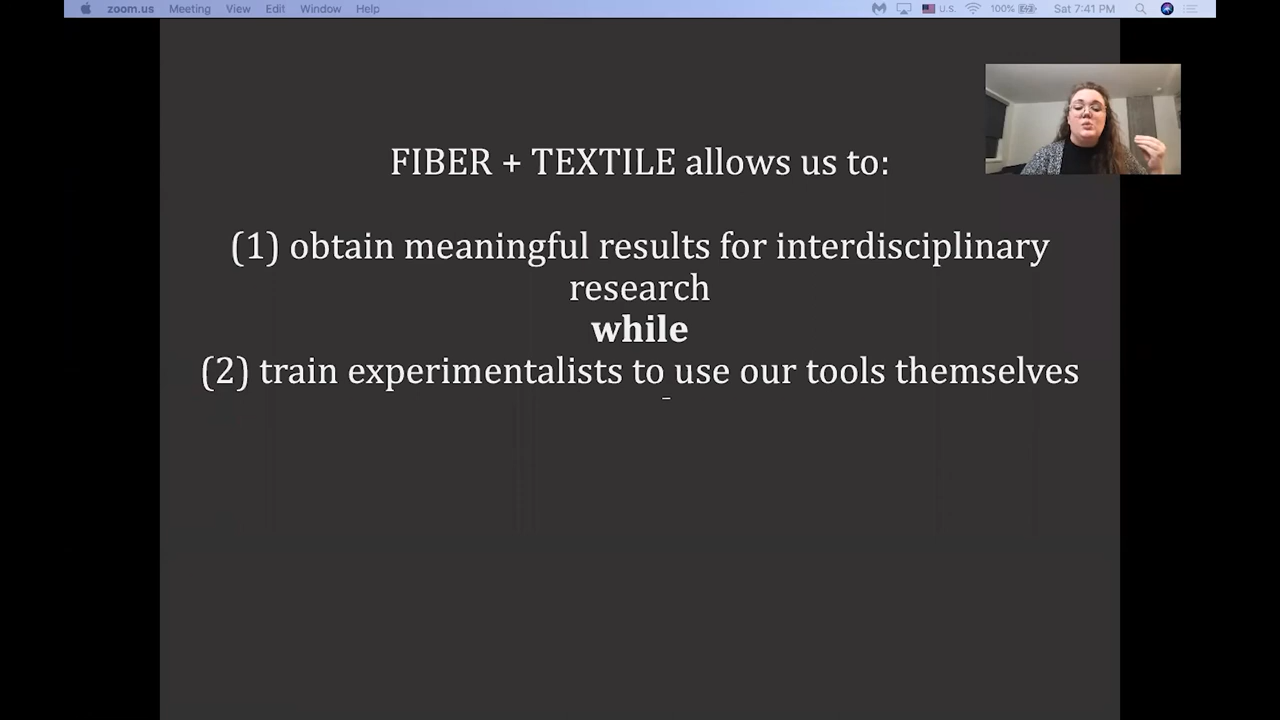 zoom.us Meeting View Edit Window Help U.S. 100% Sat 7:41 PM
FIBER + TEXTILE allows us to:
(1) obtain meaningful results for interdisciplinary
research
while
(2) train experimentalists to use our tools themselves